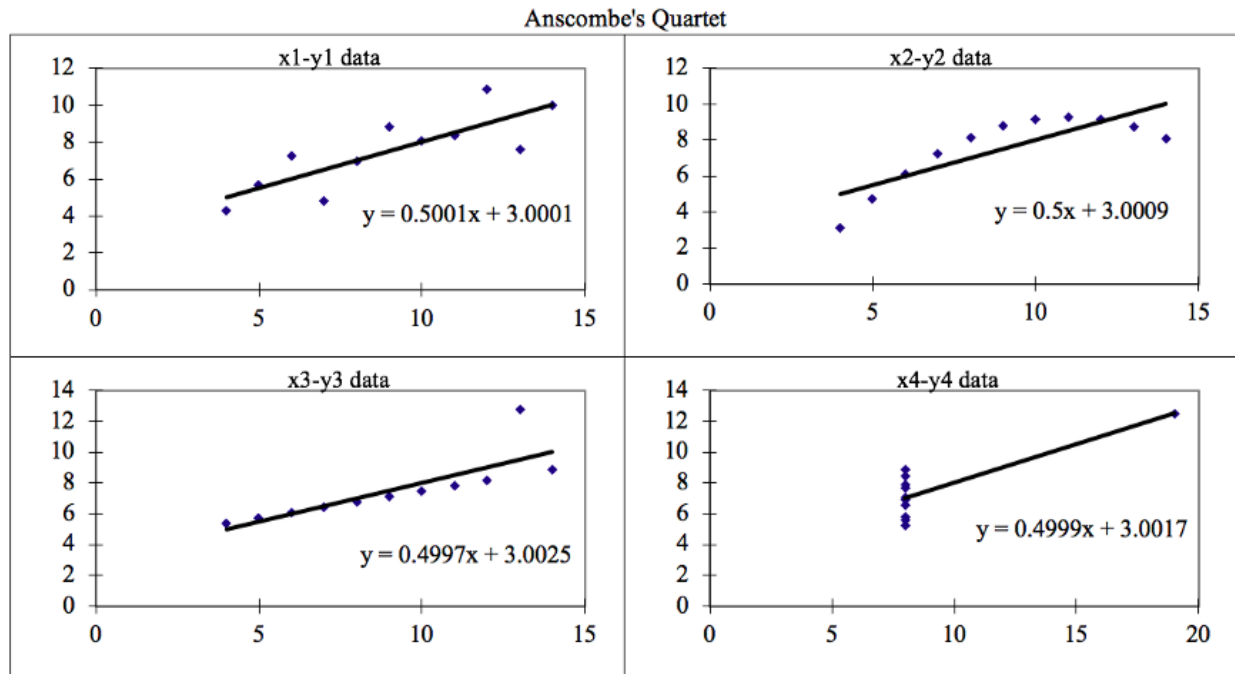 Anscombe's Quartet
x1-y1 data
12
10
8
6
4
2
0
y = 0.5001x + 3.0001
0 5 10 15
x2-y2 data
12
10
8
6
4
2
0
y = 0.5x + 3.0009
0 5 10 15
x3-y3 data
14
12
10
8
6
4
2
0
y = 0.4997x + 3.0025
0 5 10 15
x4-y4 data
14
12
10
8
6
4
2
0
y = 0.4999x + 3.0017
0 5 10 15 20